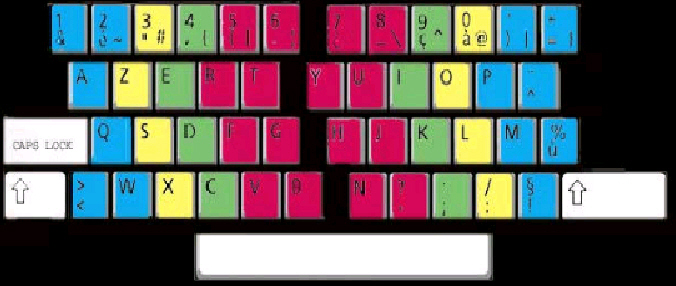 1 2 3 4 5 6 7 8 9 0 °
& é ~ " # ' { ( [ - | è ` _ \ ç ^ à @ ) ]
A Z E R T Y U I O P ¨
^
CAPS LOCK Q S D F G H J K L M %
ù
> W X C V B N ? . / §
< , ; : !